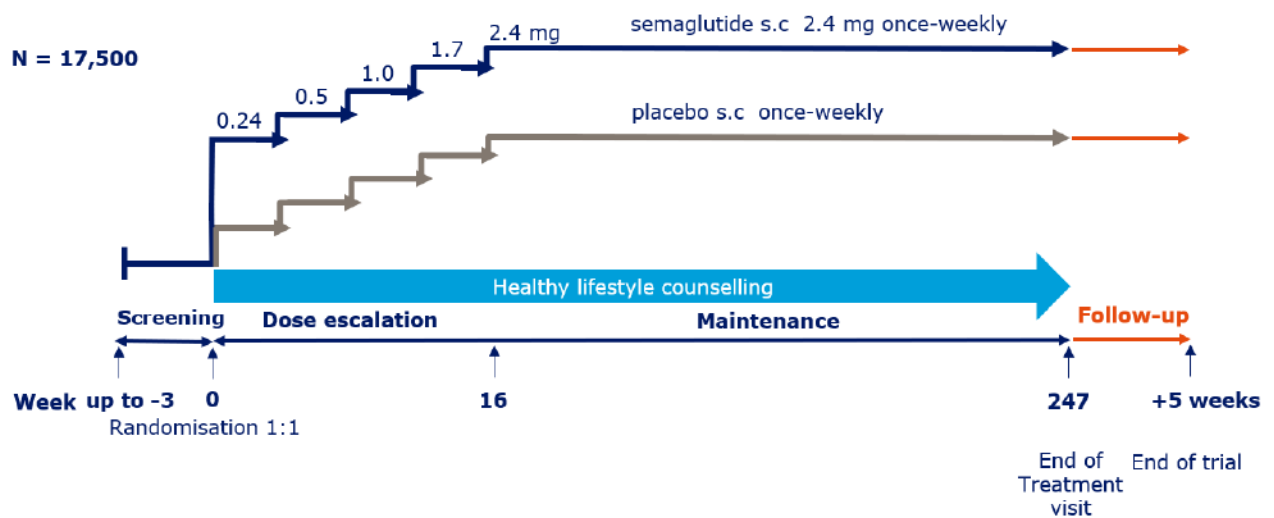 N = 17,500
0.24
0.5
1.0
1.7
2.4 mg
semaglutide s.c 2.4 mg once-weekly
placebo s.c once-weekly
Healthy lifestyle counselling
Screening
Dose escalation
Maintenance
Follow-up
Week up to -3 0 16 247 +5 weeks
Randomisation 1:1
End of
Treatment
visit
End of trial